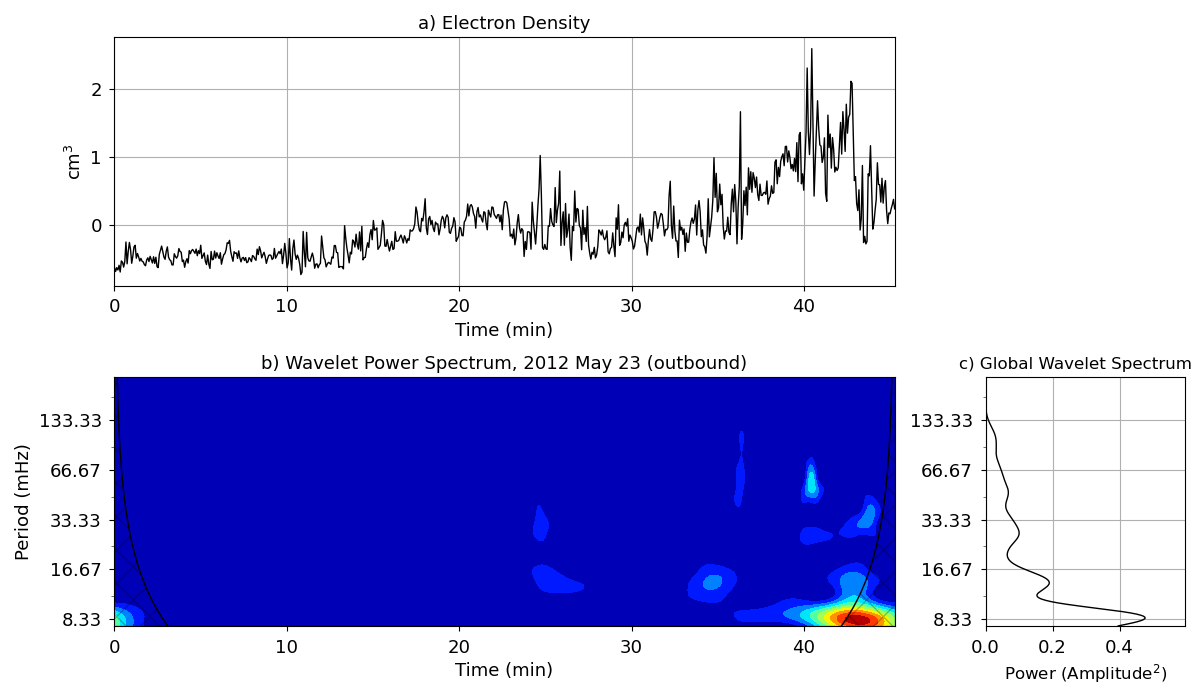 a) Electron Density
2
1
0
cm³
0 10 20 30 40
Time (min)
b) Wavelet Power Spectrum, 2012 May 23 (outbound)
133.33
66.67
33.33
16.67
8.33
Period (mHz)
0 10 20 30 40
Time (min)
c) Global Wavelet Spectrum
133.33
66.67
33.33
16.67
8.33
0.0 0.2 0.4
Power (Amplitude²)